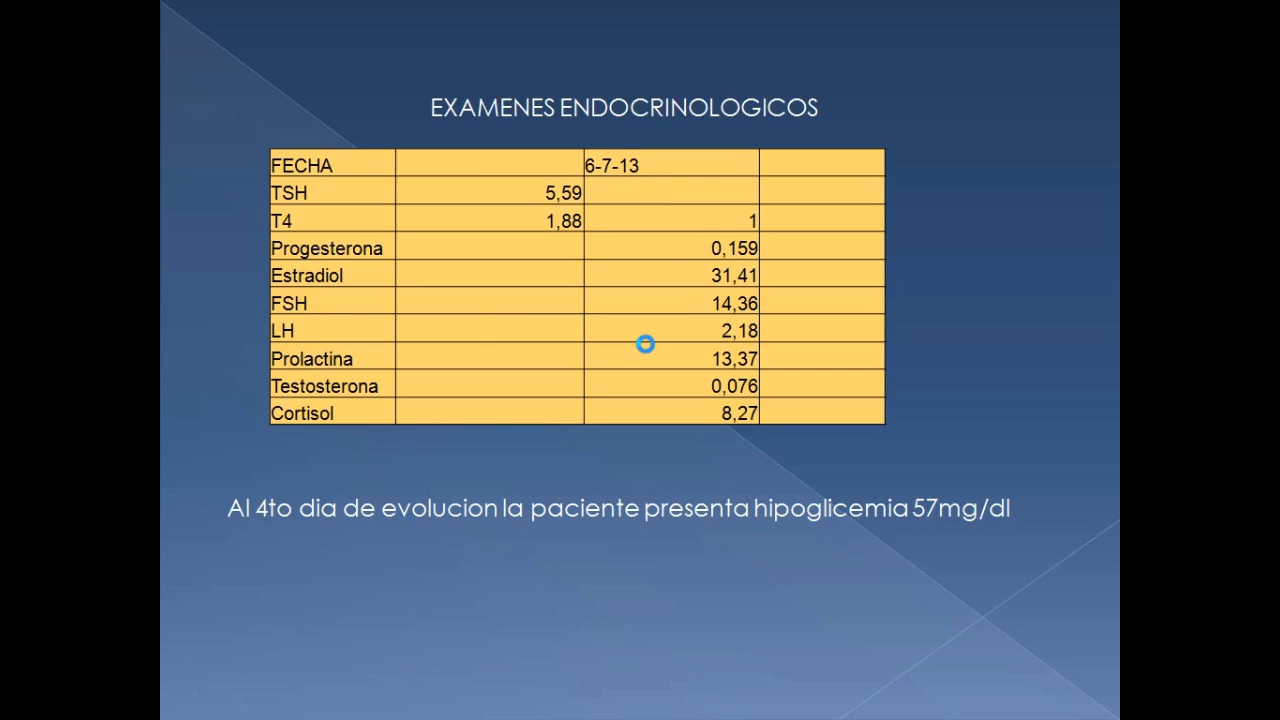 EXAMENES ENDOCRINOLOGICOS
FECHA 6-7-13
TSH 5,59
T4 1,88 1
Progesterona 0,159
Estradiol 31,41
FSH 14,36
LH 2,18
Prolactina 13,37
Testosterona 0,076
Cortisol 8,27
Al 4to dia de evolucion la paciente presenta hipoglicemia 57mg/dl